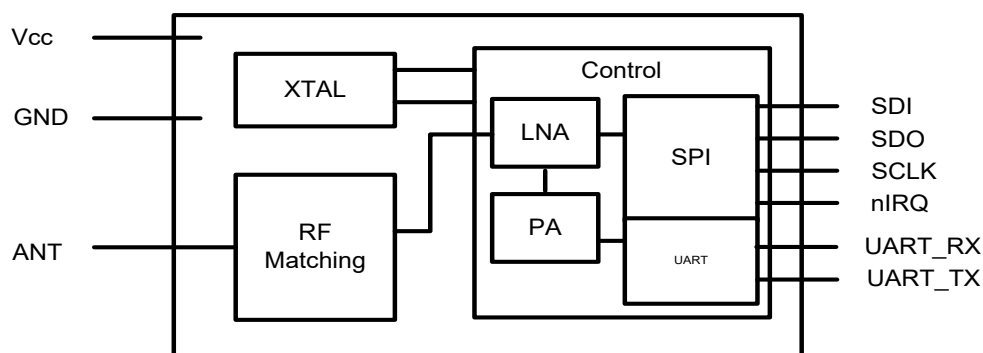 Vcc
GND
ANT
XTAL
RF
Matching
Control
LNA
PA
SPI
UART
SDI
SDO
SCLK
nIRQ
UART_RX
UART_TX